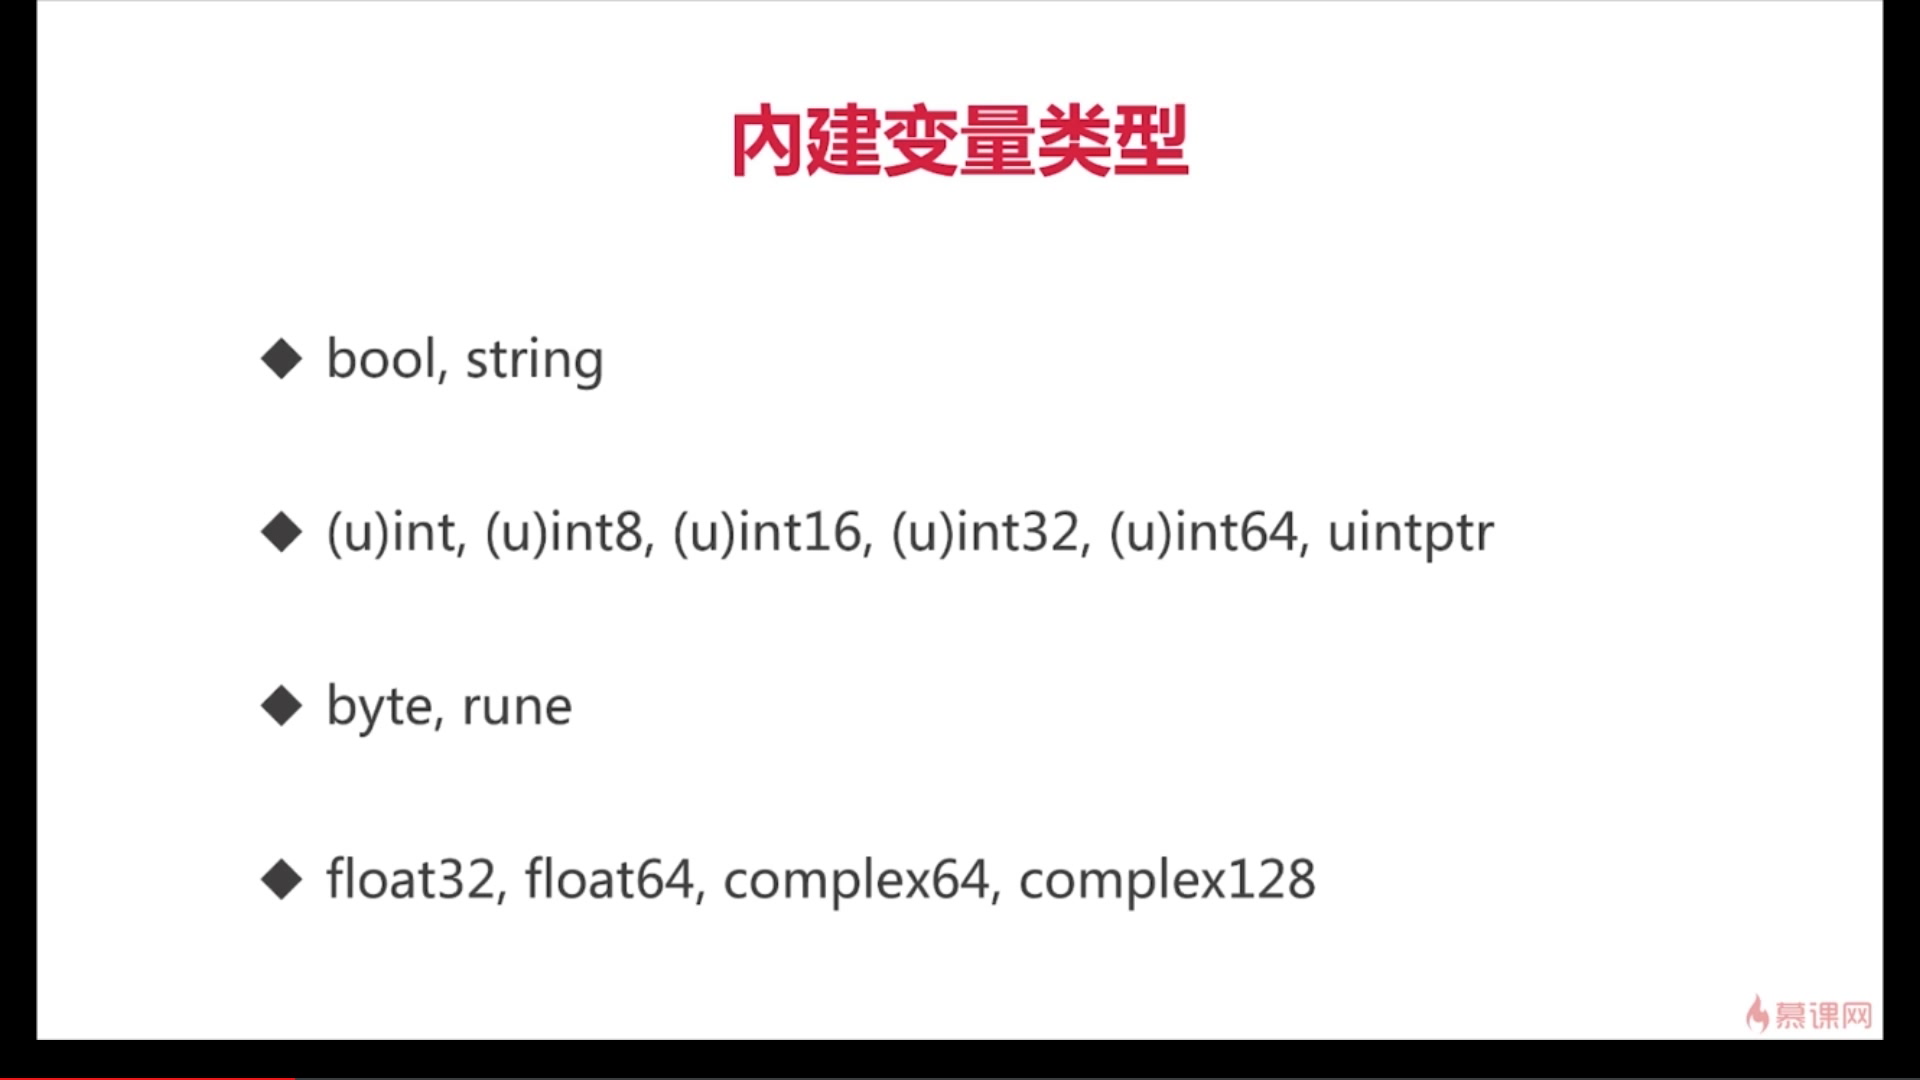 内建变量类型
◆ bool, string
◆ (u)int, (u)int8, (u)int16, (u)int32, (u)int64, uintptr
◆ byte, rune
◆ float32, float64, complex64, complex128
慕课网